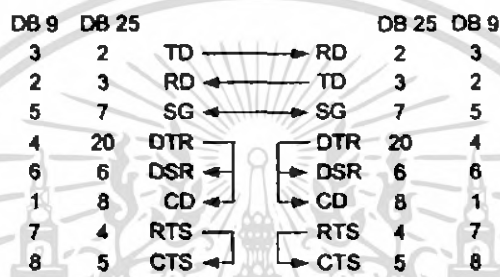 DB 9 DB 25 DB 25 DB 9
3 2 TD RD 2 3
2 3 RD TD 3 2
5 7 SG SG 7 5
4 20 DTR DTR 20 4
6 6 DSR DSR 6 6
1 8 CD CD 8 1
7 4 RTS RTS 4 7
8 5 CTS CTS 5 8